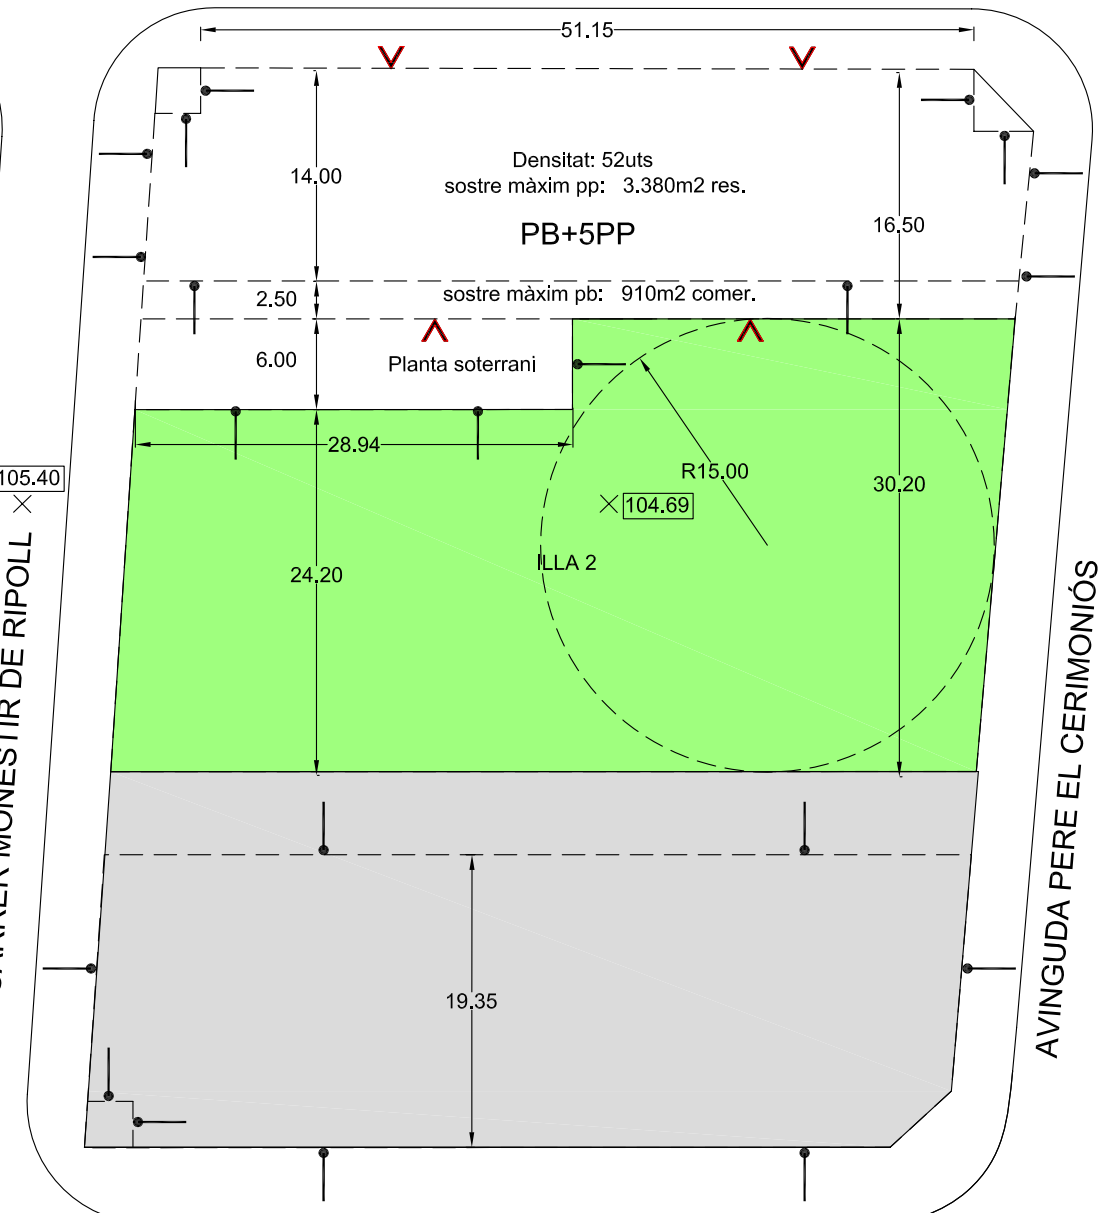 51.15
Densitat: 52uts
sostre màxim pp: 3.380m2 res.
14.00
PB+5PP
16.50
sostre màxim pb: 910m2 comer.
2.50
6.00
Planta soterrani
28.94
R15.00
105.40
104.69
30.20
ILLA 2
24.20
CARRER MONESTIR DE RIPOLL
AVINGUDA PERE EL CERIMONIÓS
19.35